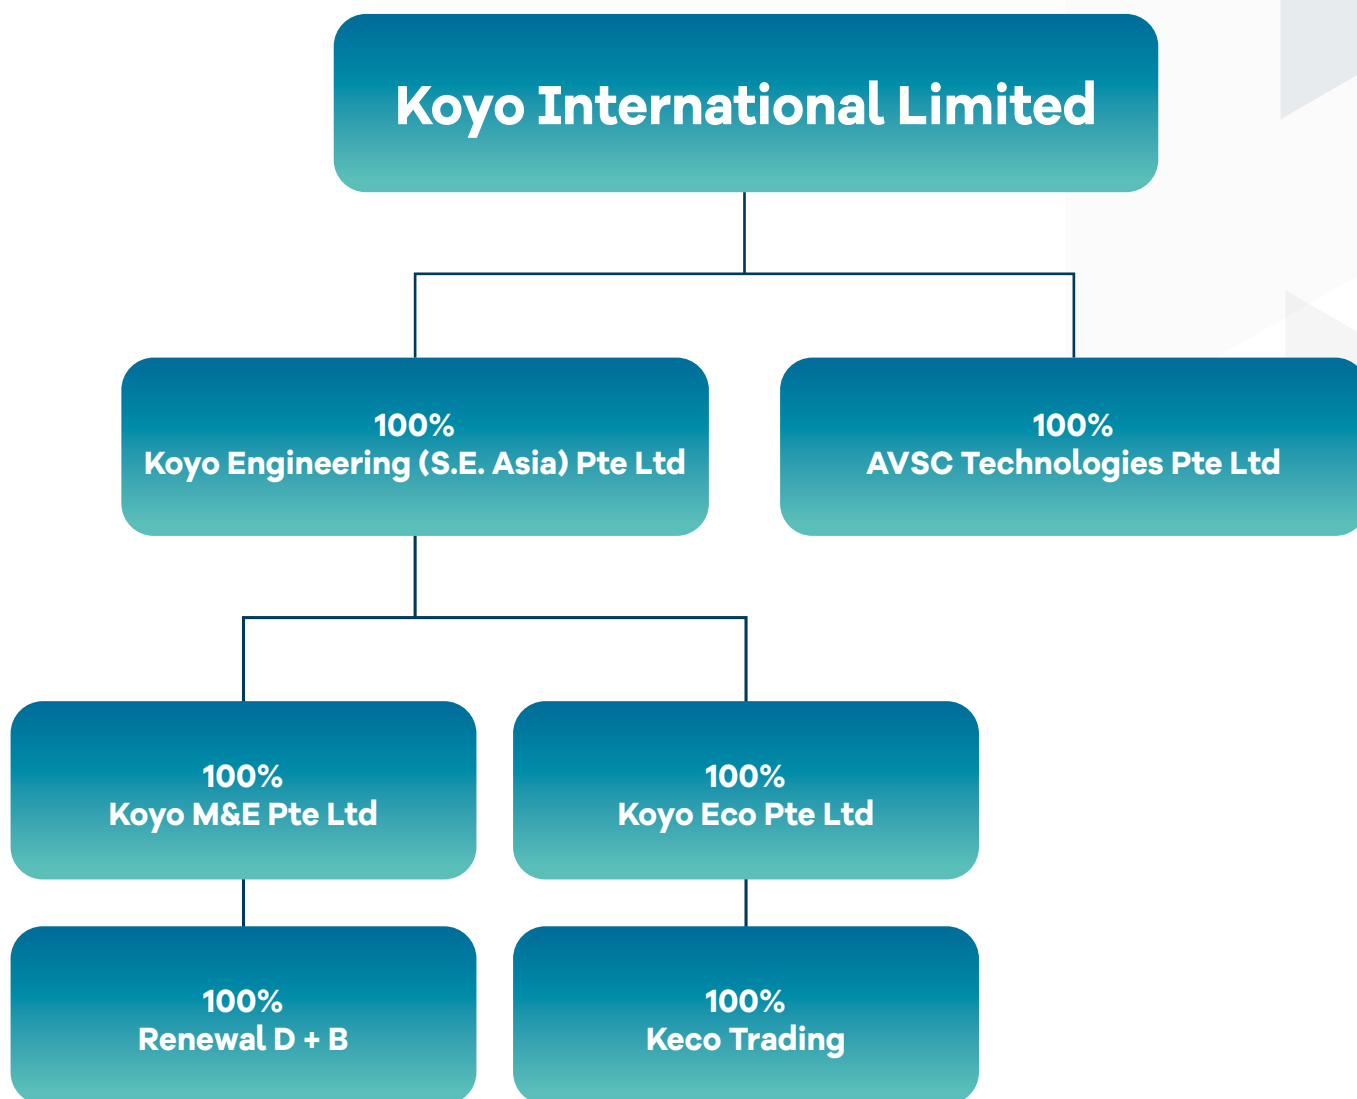 Koyo International Limited
100%
Koyo Engineering (S.E. Asia) Pte Ltd
100%
AVSC Technologies Pte Ltd
100%
Koyo M&E Pte Ltd
100%
Koyo Eco Pte Ltd
100%
Renewal D + B
100%
Keco Trading